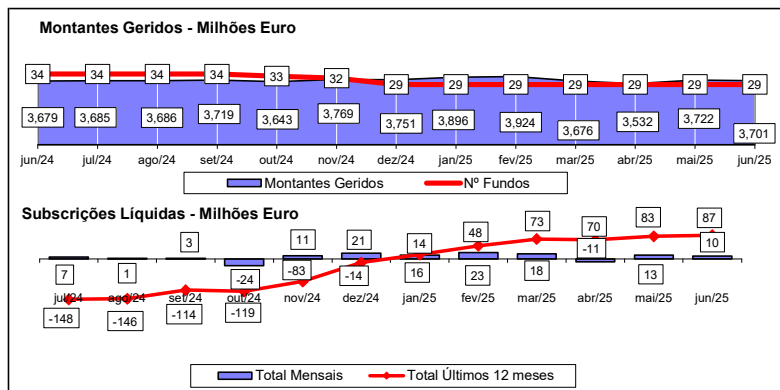 Montantes Geridos - Milhões Euro
34 34 34 34 33 32 29 29 29 29 29 29 29
3,679 3,685 3,686 3,719 3,643 3,769 3,751 3,896 3,924 3,676 3,532 3,722 3,701
jun/24 jul/24 ago/24 set/24 out/24 nov/24 dez/24 jan/25 fev/25 mar/25 abr/25 mai/25 jun/25
Montantes Geridos Nº Fundos
Subscrições Líquidas - Milhões Euro
3 11 21 14 48 73 70 83 87
7 1 -24 -83 -14 16 23 18 -11 13 10
jul/24 ago/24 set/24 out/24 nov/24 dez/24 jan/25 fev/25 mar/25 abr/25 mai/25 jun/25
-148 -146 -114 -119
Total Mensais Total Últimos 12 meses